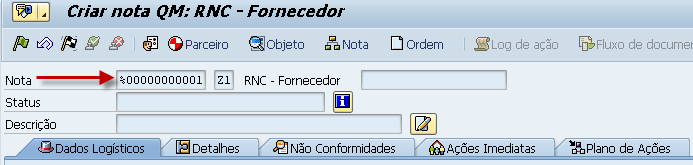 Criar nota QM: RNC - Fornecedor
Parceiro Objeto Nota Ordem Log de ação Fluxo de docume
Nota %00000000001 Z1 RNC - Fornecedor
Status
Descrição
Dados Logísticos Detalhes Não Conformidades Ações Imediatas Plano de Ações